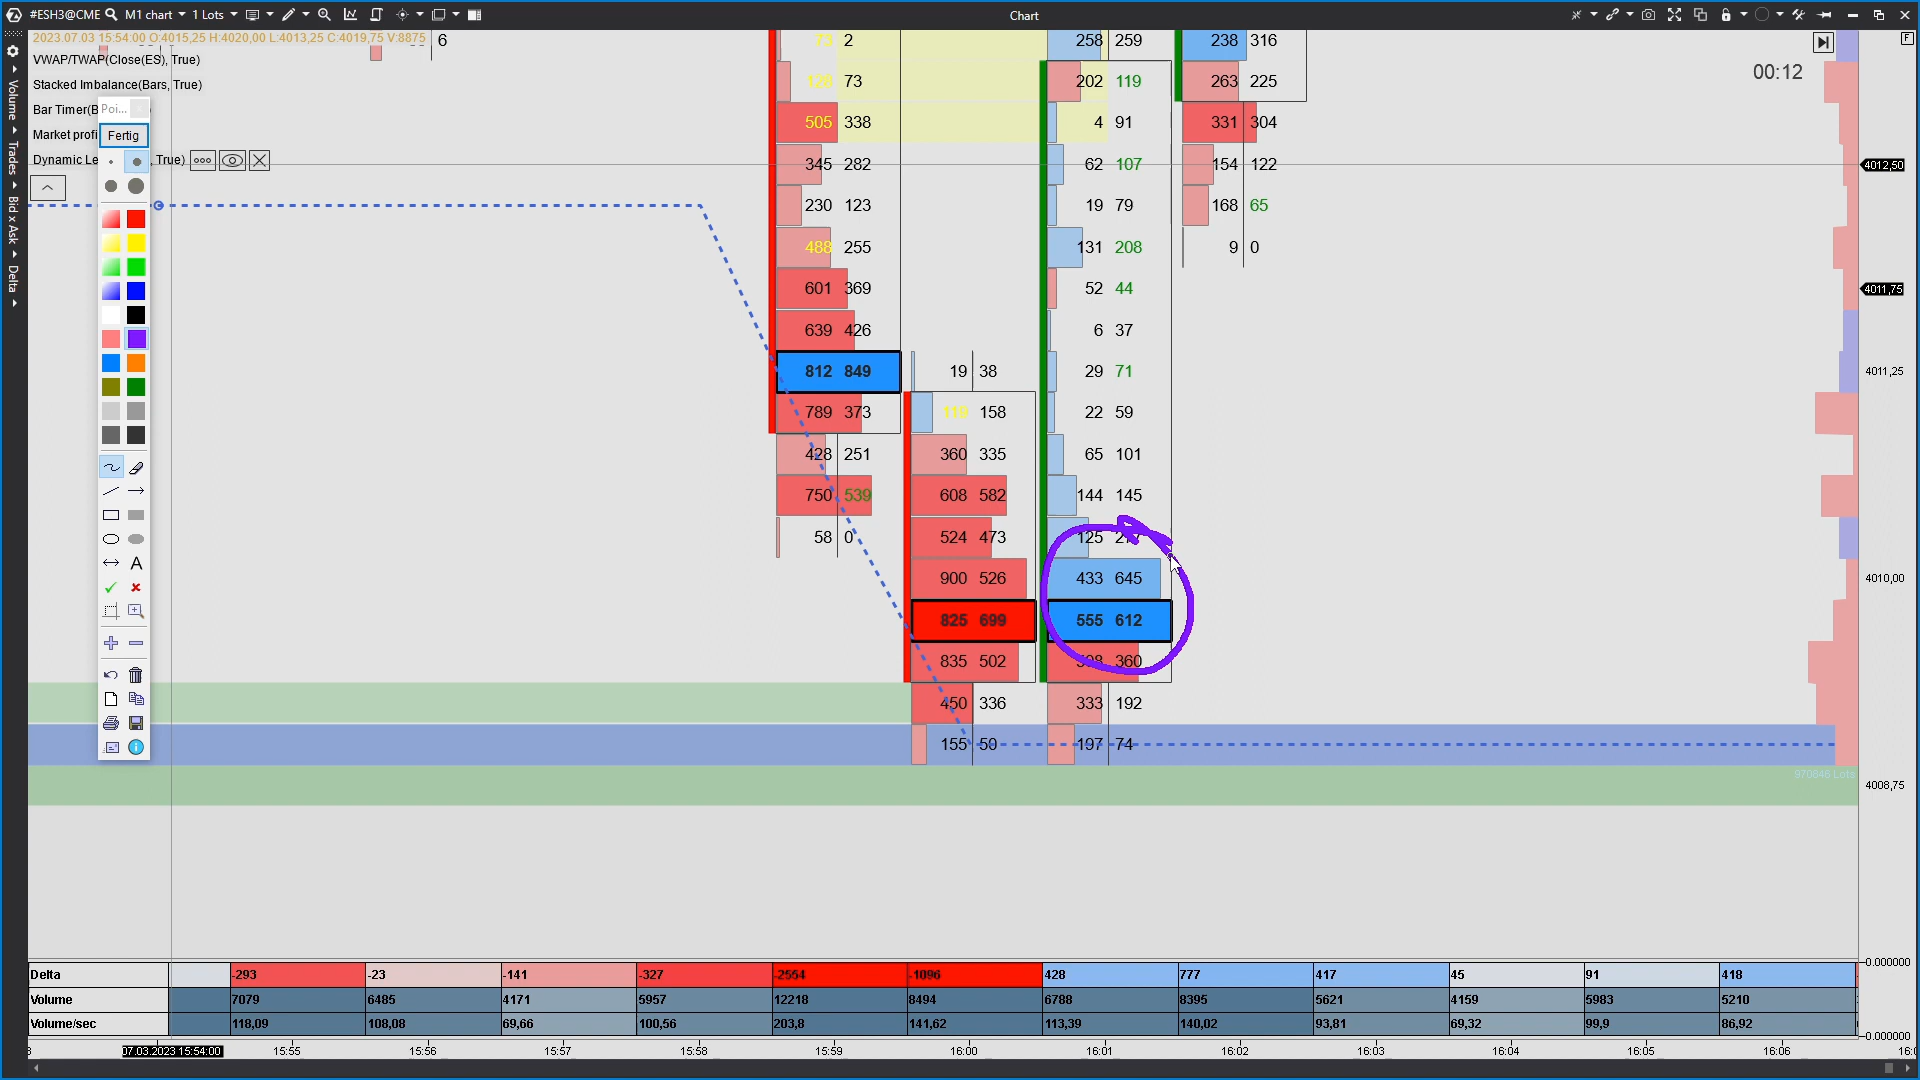 #ESH3@CME M1 chart 1 Lots Chart
2023.07.03 15:54:00 O:4015,25 H:4020,00 L:4013,25 C:4019,75 V:8875
6
VWAP/TWAP(Close(ES), True)
Stacked Imbalance(Bars, True)
Bar Timer(B
Market profi
Dynamic Le , True)
Poi...
Fertig
A
Volume
Trades
Bid x Ask
Delta
F
00:12
73 2
128 73
505 338
345 282
230 123
488 255
601 369
639 426
812 849
789 373
428 251
750 539
58 0
19 38
119 158
360 335
608 582
524 473
900 526
825 699
835 502
450 336
155 50
258 259
202 119
4 91
62 107
19 79
131 208
52 44
6 37
29 71
22 59
65 101
144 145
125
433 645
555 612
360
333 192
197 74
238 316
263 225
331 304
154 122
168 65
9 0
4012,50
4011,75
4011,25
4010,00
4008,75
970846 Lots
Delta -293 -23 -141 -327 -2554 -1096 428 777 417 45 91 418 0.000000
Volume 7079 6485 4171 5957 12218 8494 6788 8395 5621 4159 5983 5210
Volume/sec 118,09 108,08 69,66 100,56 203,8 141,62 113,39 140,02 93,81 69,32 99,9 86,92 0.000000
07.03.2023 15:54:00 15:55 15:56 15:57 15:58 15:59 16:00 16:01 16:02 16:03 16:04 16:05 16:06